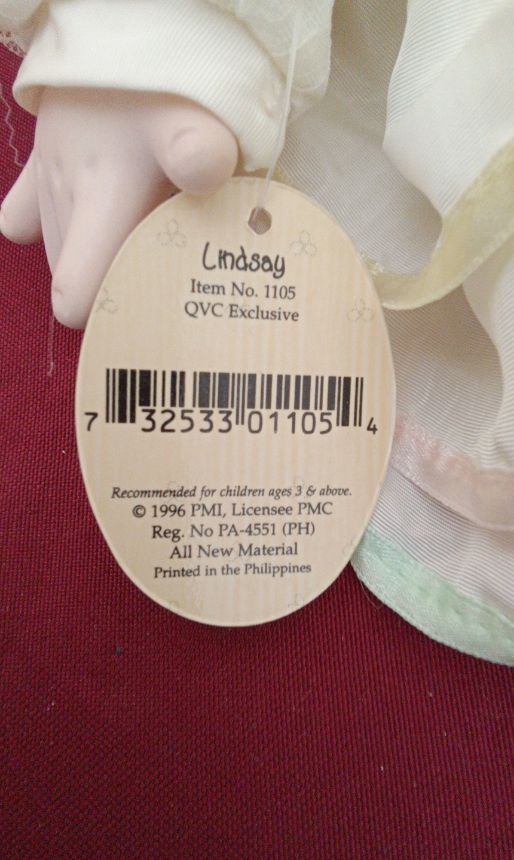 Lindsay
Item No. 1105
QVC Exclusive
7 32533 01105 4
Recommended for children ages 3 & above.
© 1996 PMI, Licensee PMC
Reg. No PA-4551 (PH)
All New Material
Printed in the Philippines